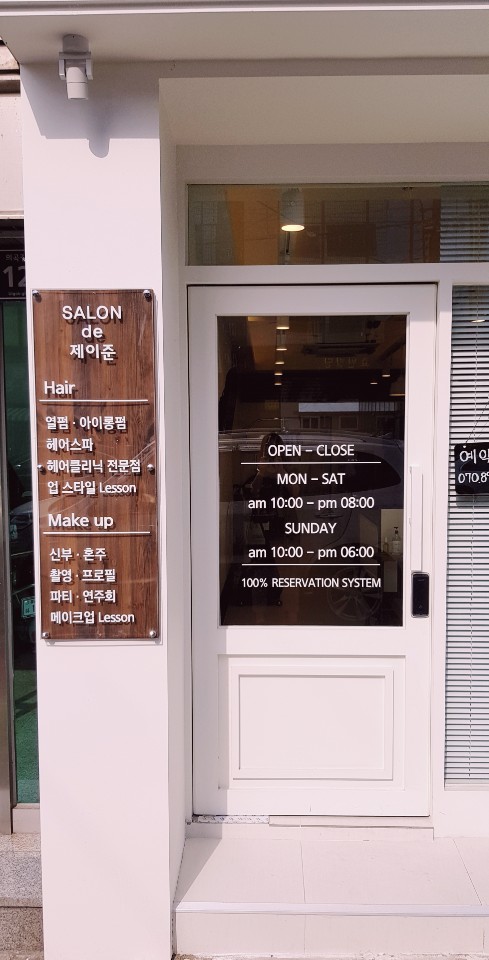 SALON
de
제이준
Hair
열펌 · 아이롱펌
헤어스파
헤어클리닉 전문점
업 스타일 Lesson
Make up
신부 · 혼주
촬영 · 프로필
파티 · 연주회
메이크업 Lesson
OPEN - CLOSE
MON - SAT
am 10:00 - pm 08:00
SUNDAY
am 10:00 - pm 06:00
100% RESERVATION SYSTEM
070.8
12